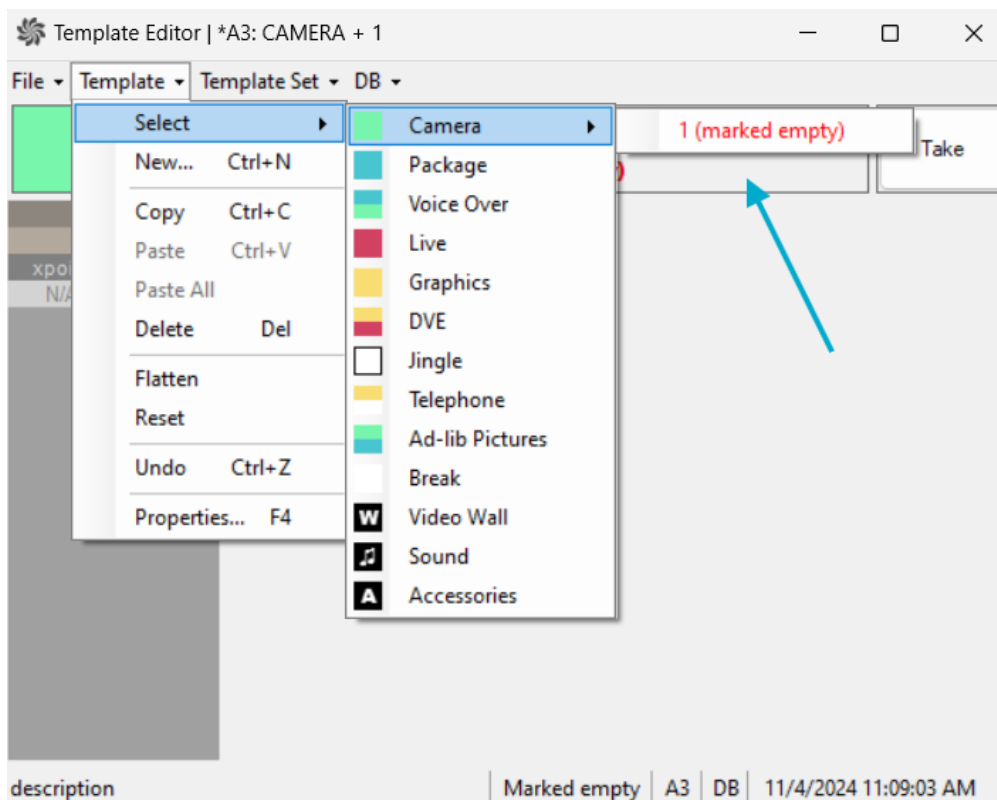 Template Editor | *A3: CAMERA + 1
File Template Template Set DB
Select
New... Ctrl+N
Copy Ctrl+C
Paste Ctrl+V
Paste All
Delete Del
Flatten
Reset
Undo Ctrl+Z
Properties... F4
Camera
Package
Voice Over
Live
Graphics
DVE
Jingle
Telephone
Ad-lib Pictures
Break
W Video Wall
Sound
A Accessories
1 (marked empty)
Take
N/A
description Marked empty A3 DB 11/4/2024 11:09:03 AM